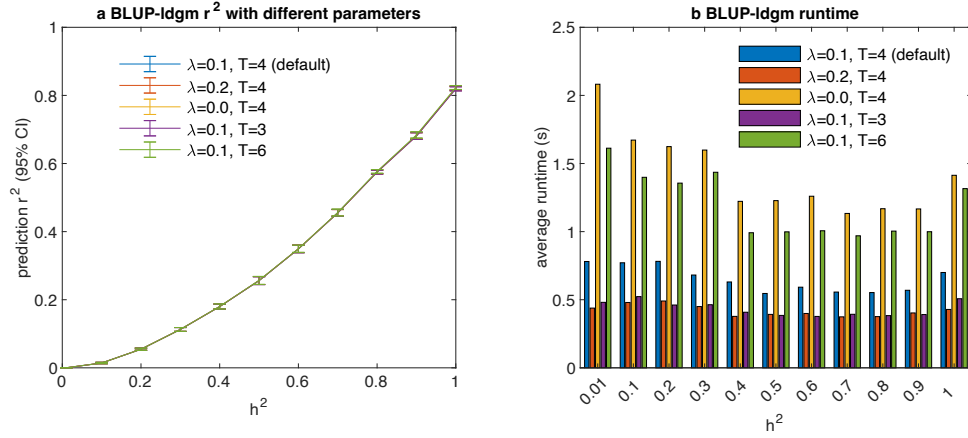 a BLUP-ldgm r² with different parameters
prediction r² (95% CI)
1
0.8
0.6
0.4
0.2
0
λ=0.1, T=4 (default)
λ=0.2, T=4
λ=0.0, T=4
λ=0.1, T=3
λ=0.1, T=6
0 0.2 0.4 0.6 0.8 1
h²
b BLUP-ldgm runtime
average runtime (s)
2.5
2
1.5
1
0.5
0
λ=0.1, T=4 (default)
λ=0.2, T=4
λ=0.0, T=4
λ=0.1, T=3
λ=0.1, T=6
0.01 0.1 0.2 0.3 0.4 0.5 0.6 0.7 0.8 0.9 1
h²